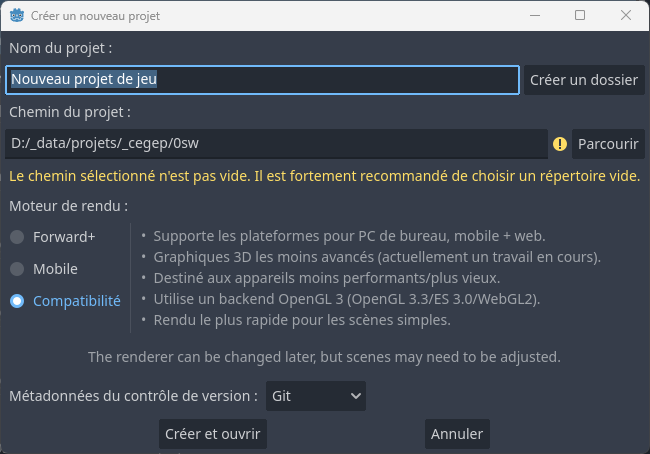 Créer un nouveau projet
Nom du projet :
Nouveau projet de jeu
Créer un dossier
Chemin du projet :
D:/_data/projets/_cegep/0sw
Parcourir
Le chemin sélectionné n'est pas vide. Il est fortement recommandé de choisir un répertoire vide.
Moteur de rendu :
Forward+
Mobile
Compatibilité
• Supporte les plateformes pour PC de bureau, mobile + web.
• Graphiques 3D les moins avancés (actuellement un travail en cours).
• Destiné aux appareils moins performants/plus vieux.
• Utilise un backend OpenGL 3 (OpenGL 3.3/ES 3.0/WebGL2).
• Rendu le plus rapide pour les scènes simples.
The renderer can be changed later, but scenes may need to be adjusted.
Métadonnées du contrôle de version :
Git
Créer et ouvrir
Annuler